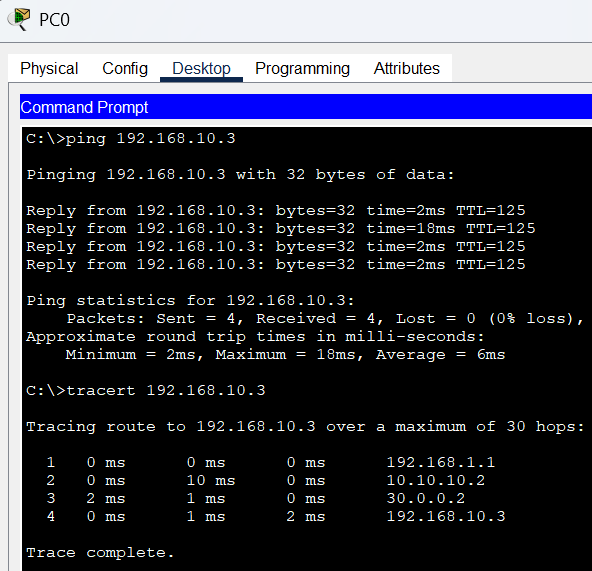 PC0
Physical Config Desktop Programming Attributes
Command Prompt
C:\>ping 192.168.10.3
Pinging 192.168.10.3 with 32 bytes of data:
Reply from 192.168.10.3: bytes=32 time=2ms TTL=125
Reply from 192.168.10.3: bytes=32 time=18ms TTL=125
Reply from 192.168.10.3: bytes=32 time=2ms TTL=125
Reply from 192.168.10.3: bytes=32 time=2ms TTL=125
Ping statistics for 192.168.10.3:
Packets: Sent = 4, Received = 4, Lost = 0 (0% loss),
Approximate round trip times in milli-seconds:
Minimum = 2ms, Maximum = 18ms, Average = 6ms
C:\>tracert 192.168.10.3
Tracing route to 192.168.10.3 over a maximum of 30 hops:
1 0 ms 0 ms 0 ms 192.168.1.1
2 0 ms 10 ms 0 ms 10.10.10.2
3 2 ms 1 ms 0 ms 30.0.0.2
4 0 ms 1 ms 2 ms 192.168.10.3
Trace complete.